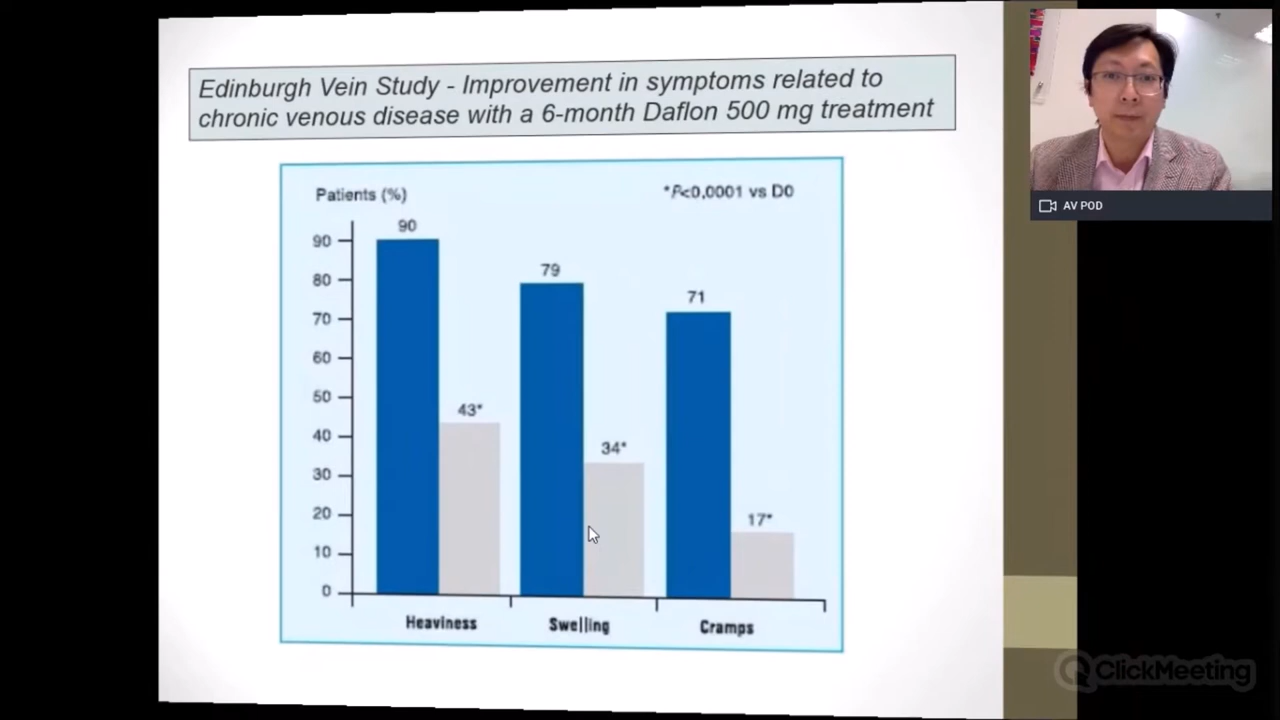 Edinburgh Vein Study - Improvement in symptoms related to
chronic venous disease with a 6-month Daflon 500 mg treatment
Patients (%)
*P<0,0001 vs D0
90
80
70
60
50
40
30
20
10
0
90
43*
79
34*
71
17*
Heaviness
Swelling
Cramps
AV POD
ClickMeeting